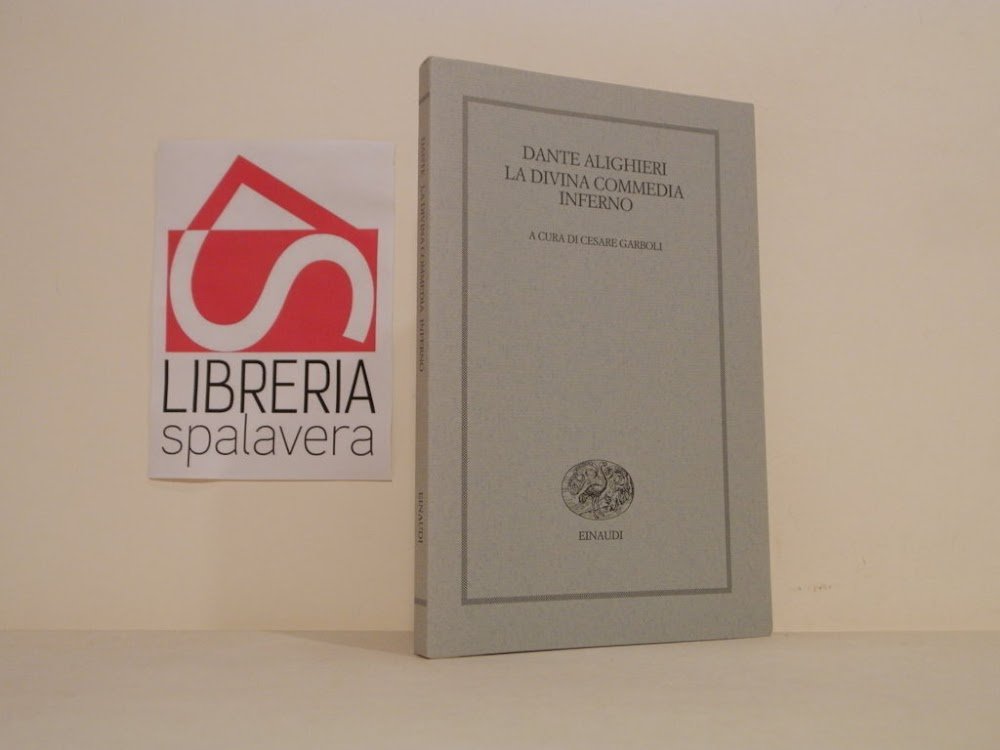 LIBRERIA
spalavera
DANTE LA DIVINA COMMEDIA INFERNO
EINAUDI
DANTE ALIGHIERI
LA DIVINA COMMEDIA
INFERNO
A CURA DI CESARE GARBOLI
EINAUDI